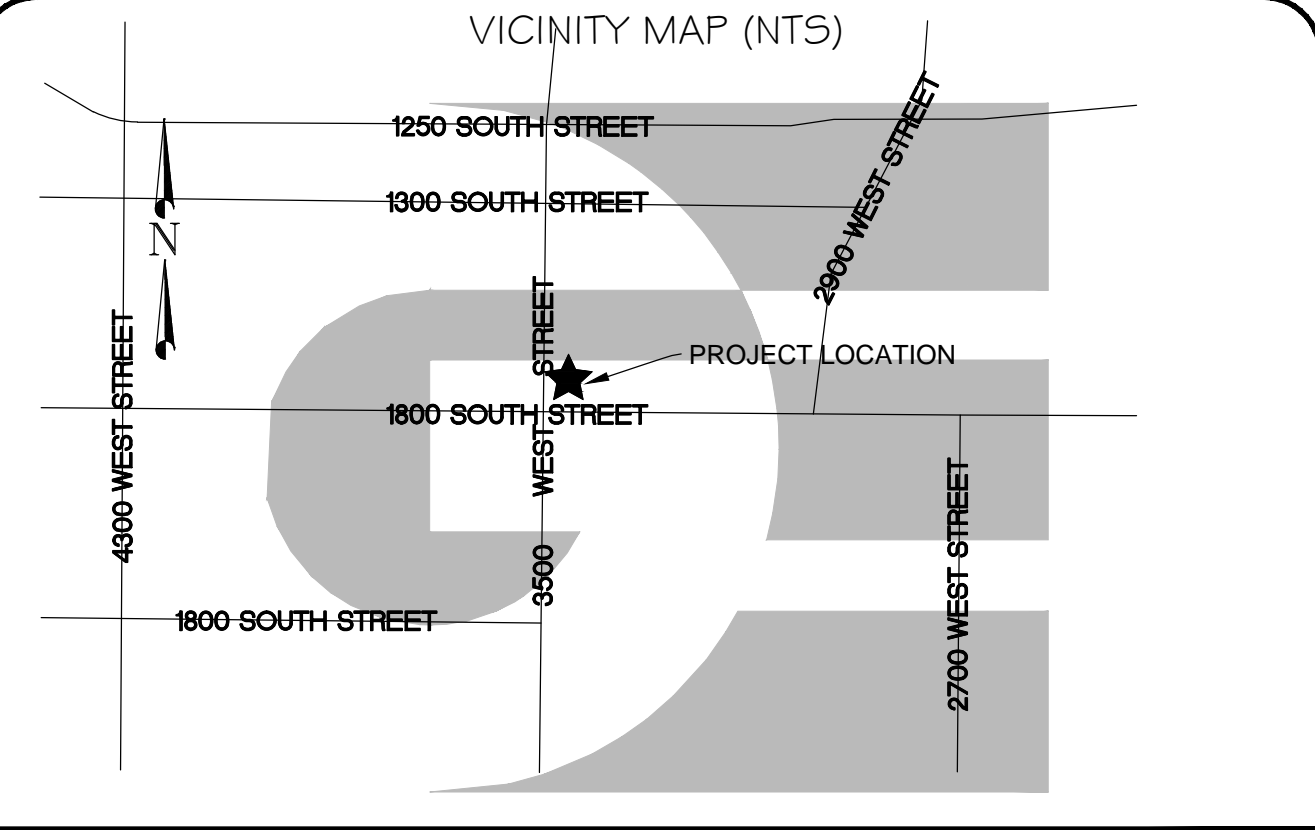 VICINITY MAP (NTS)
1250 SOUTH STREET
1300 SOUTH STREET
2900 WEST STREET
N
4300 WEST STREET
3500 WEST STREET
PROJECT LOCATION
1800 SOUTH STREET
2700 WEST STREET
1800 SOUTH STREET